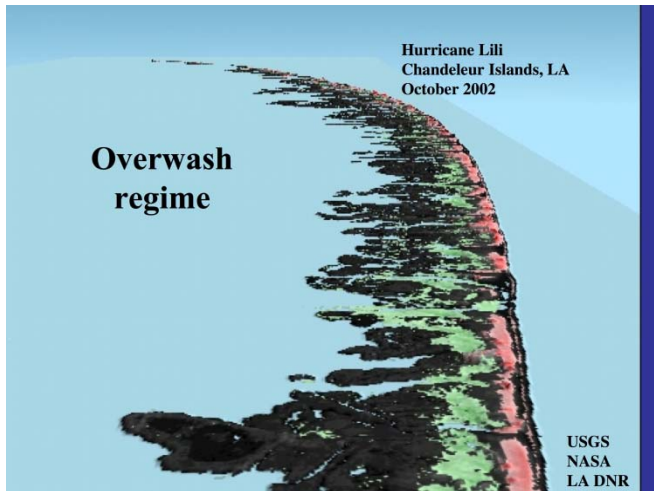 Hurricane Lili
Chandeleur Islands, LA
October 2002
Overwash
regime
USGS
NASA
LA DNR